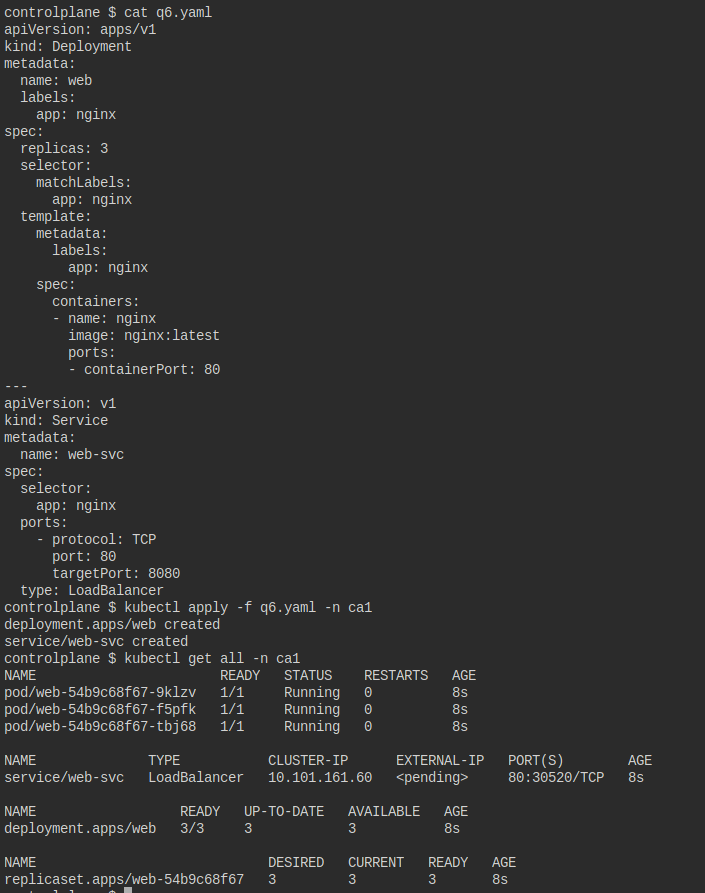 controlplane $ cat q6.yaml
apiVersion: apps/v1
kind: Deployment
metadata:
  name: web
  labels:
    app: nginx
spec:
  replicas: 3
  selector:
    matchLabels:
      app: nginx
  template:
    metadata:
      labels:
        app: nginx
    spec:
      containers:
      - name: nginx
        image: nginx:latest
        ports:
        - containerPort: 80
---
apiVersion: v1
kind: Service
metadata:
  name: web-svc
spec:
  selector:
    app: nginx
  ports:
    - protocol: TCP
      port: 80
      targetPort: 8080
  type: LoadBalancer
controlplane $ kubectl apply -f q6.yaml -n ca1
deployment.apps/web created
service/web-svc created
controlplane $ kubectl get all -n ca1
NAME                       READY   STATUS    RESTARTS   AGE
pod/web-54b9c68f67-9klzv   1/1     Running   0          8s
pod/web-54b9c68f67-f5pfk   1/1     Running   0          8s
pod/web-54b9c68f67-tbj68   1/1     Running   0          8s

NAME              TYPE           CLUSTER-IP      EXTERNAL-IP   PORT(S)        AGE
service/web-svc   LoadBalancer   10.101.161.60   <pending>     80:30520/TCP   8s

NAME                  READY   UP-TO-DATE   AVAILABLE   AGE
deployment.apps/web   3/3     3            3           8s

NAME                             DESIRED   CURRENT   READY   AGE
replicaset.apps/web-54b9c68f67   3         3         3       8s
controlplane $